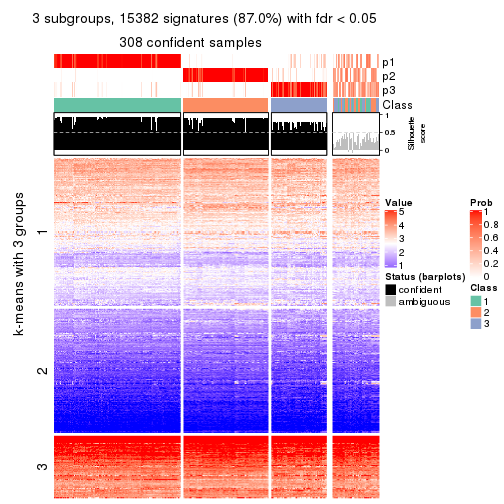 3 subgroups, 15382 signatures (87.0%) with fdr < 0.05
308 confident samples
p1
p2
p3
Class
1
0.5
0
Silhouette
score
k-means with 3 groups
1
2
3
Value
5
4
3
2
1
Status (barplots)
confident
ambiguous
Prob
1
0.8
0.6
0.4
0.2
0
Class
1
2
3